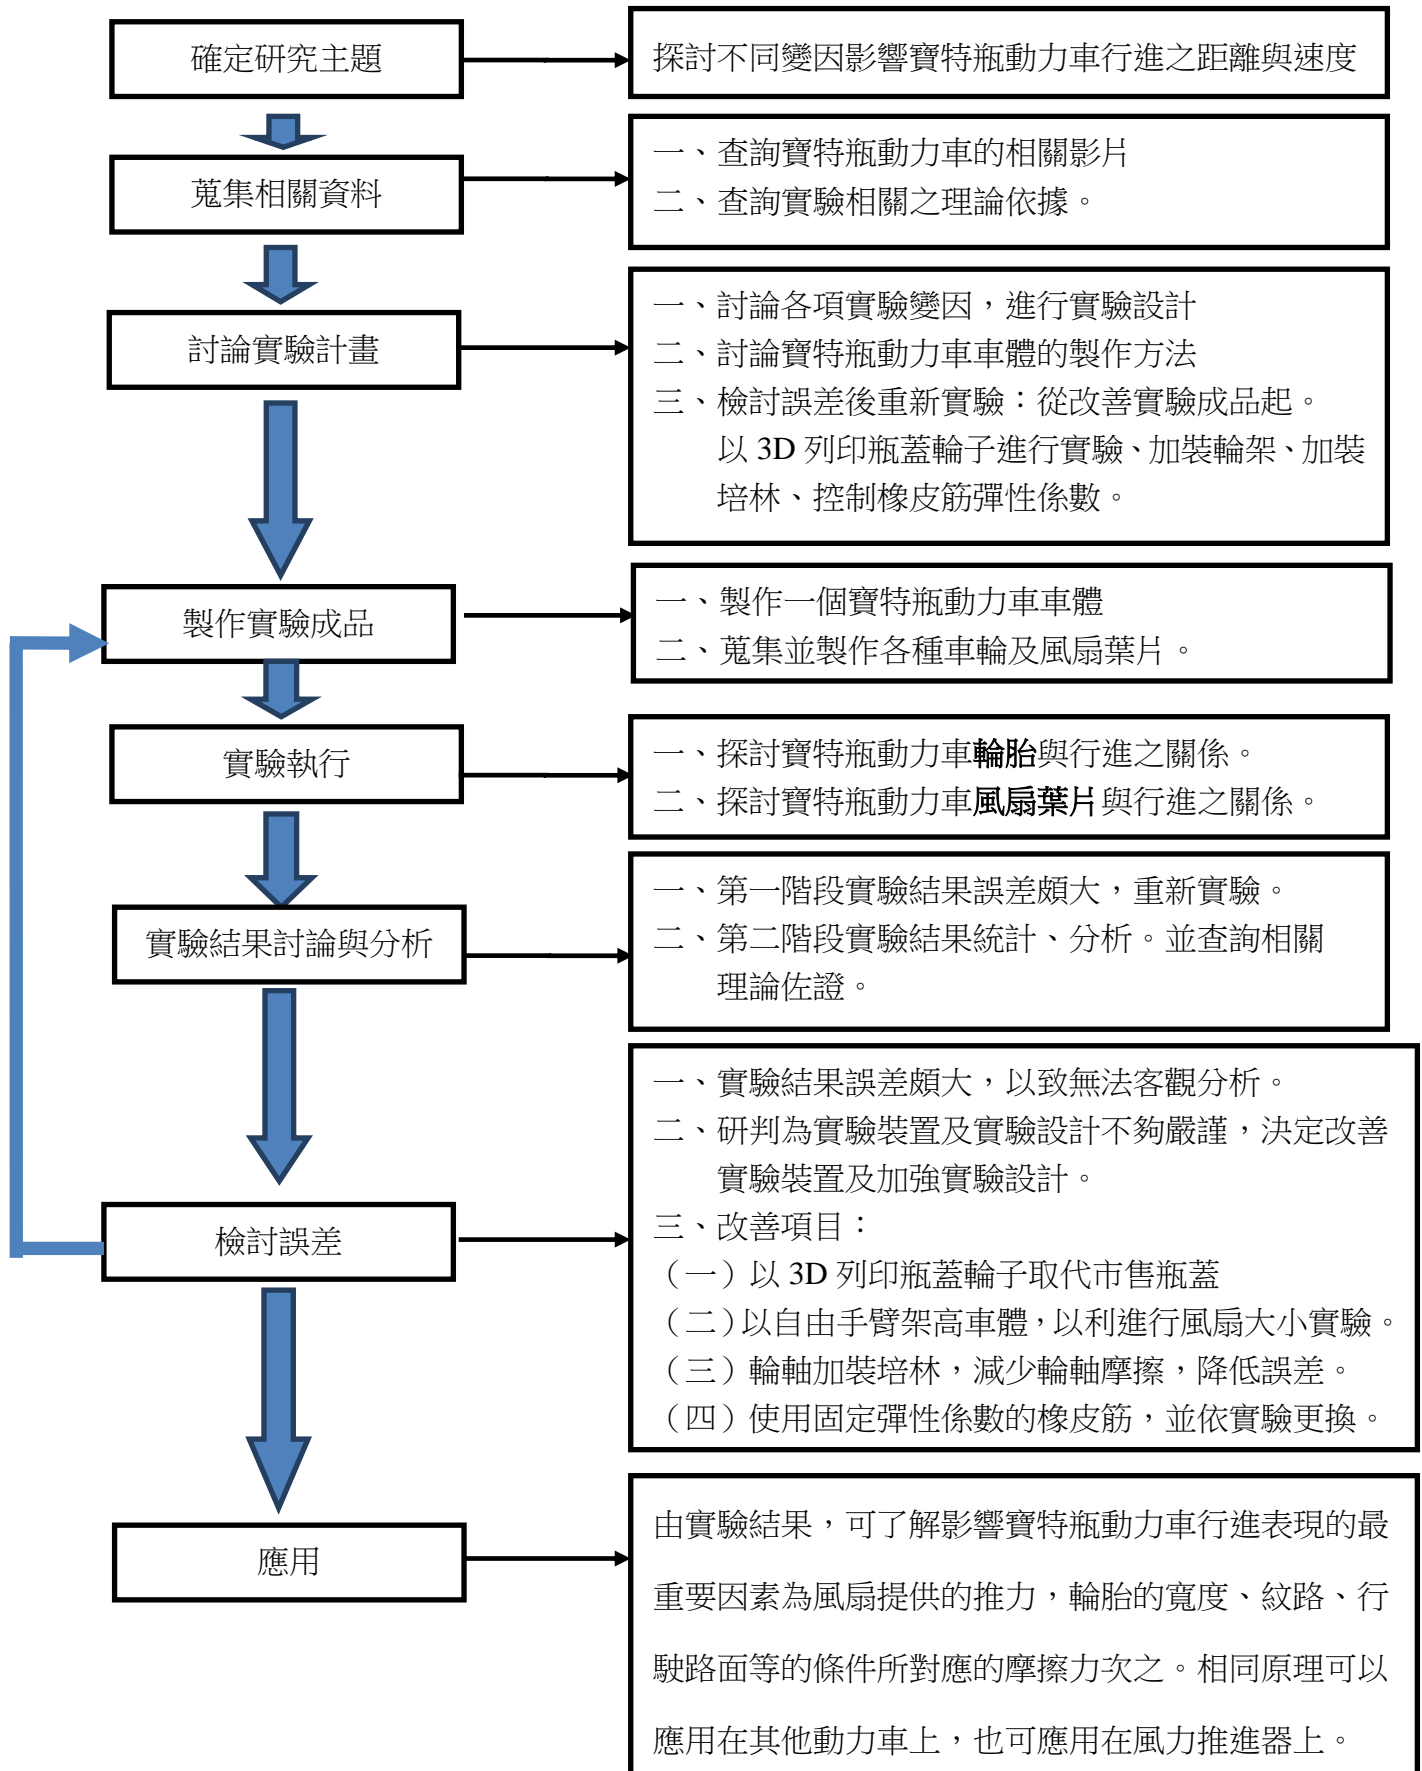 確定研究主題
探討不同變因影響寶特瓶動力車行進之距離與速度
蒐集相關資料
一、查詢寶特瓶動力車的相關影片
二、查詢實驗相關之理論依據。
討論實驗計畫
一、討論各項實驗變因，進行實驗設計
二、討論寶特瓶動力車車體的製作方法
三、檢討誤差後重新實驗：從改善實驗成品起。
以 3D 列印瓶蓋輪子進行實驗、加裝輪架、加裝
培林、控制橡皮筋彈性係數。
製作實驗成品
一、製作一個寶特瓶動力車車體
二、蒐集並製作各種車輪及風扇葉片。
實驗執行
一、探討寶特瓶動力車輪胎與行進之關係。
二、探討寶特瓶動力車風扇葉片與行進之關係。
實驗結果討論與分析
一、第一階段實驗結果誤差頗大，重新實驗。
二、第二階段實驗結果統計、分析。並查詢相關
理論佐證。
檢討誤差
一、實驗結果誤差頗大，以致無法客觀分析。
二、研判為實驗裝置及實驗設計不夠嚴謹，決定改善
實驗裝置及加強實驗設計。
三、改善項目：
（一）以 3D 列印瓶蓋輪子取代市售瓶蓋
（二）以自由手臂架高車體，以利進行風扇大小實驗。
（三）輪軸加裝培林，減少輪軸摩擦，降低誤差。
（四）使用固定彈性係數的橡皮筋，並依實驗更換。
應用
由實驗結果，可了解影響寶特瓶動力車行進表現的最
重要因素為風扇提供的推力，輪胎的寬度、紋路、行
駛路面等的條件所對應的摩擦力次之。相同原理可以
應用在其他動力車上，也可應用在風力推進器上。